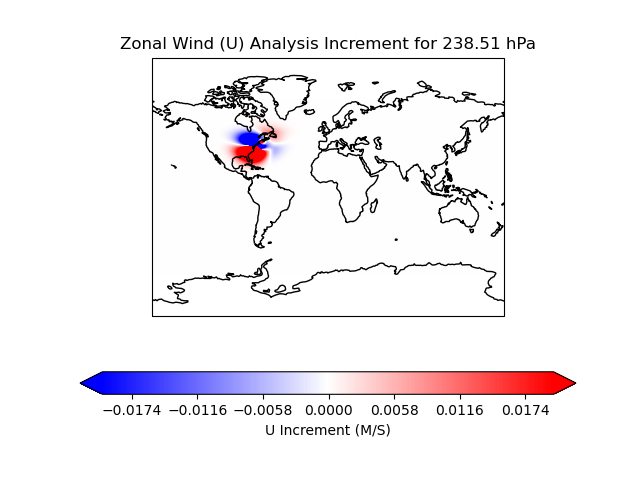 Zonal Wind (U) Analysis Increment for 238.51 hPa
−0.0174 −0.0116 −0.0058 0.0000 0.0058 0.0116 0.0174
U Increment (M/S)